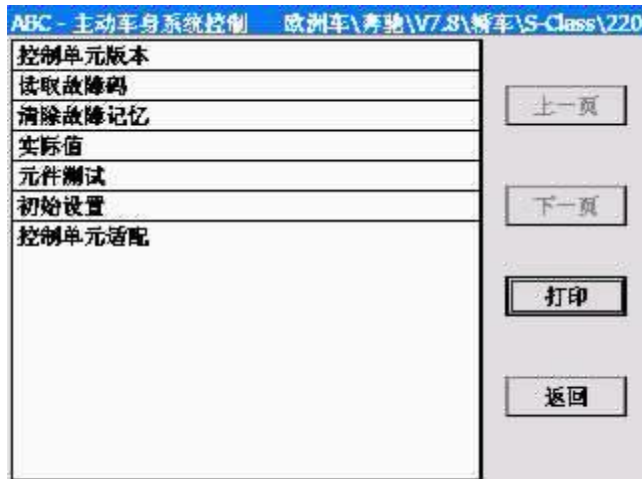 ABC - 主动车身系统控制 欧洲车\奔驰\V7.8\轿车\S-Class\220
控制单元版本
读取故障码
清除故障记忆
实际值
元件测试
初始设置
控制单元适配
上一页
下一页
打印
返回